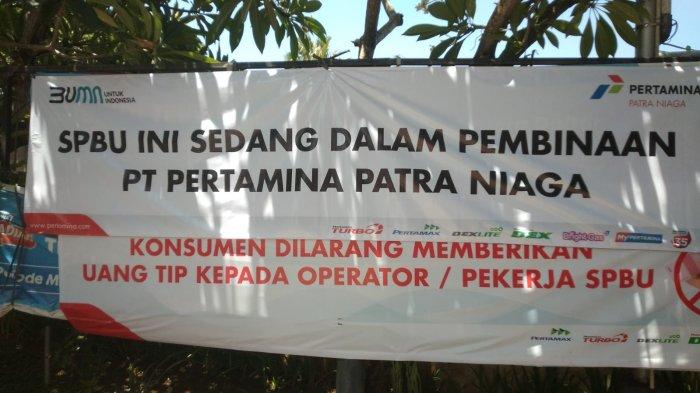 BUMN UNTUK INDONESIA
PERTAMINA
PATRA NIAGA
SPBU INI SEDANG DALAM PEMBINAAN
PT PERTAMINA PATRA NIAGA
www.pertamina.com
TURBO PERTAMAX DEXLITE DEX Bright Gas MyPERTAMINA 135
KONSUMEN DILARANG MEMBERIKAN
UANG TIP KEPADA OPERATOR / PEKERJA SPBU
PERTAMAX TURBO DEXLITE